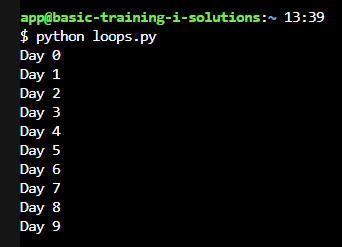 app@basic-training-i-solutions:~ 13:39
$ python loops.py
Day 0
Day 1
Day 2
Day 3
Day 4
Day 5
Day 6
Day 7
Day 8
Day 9